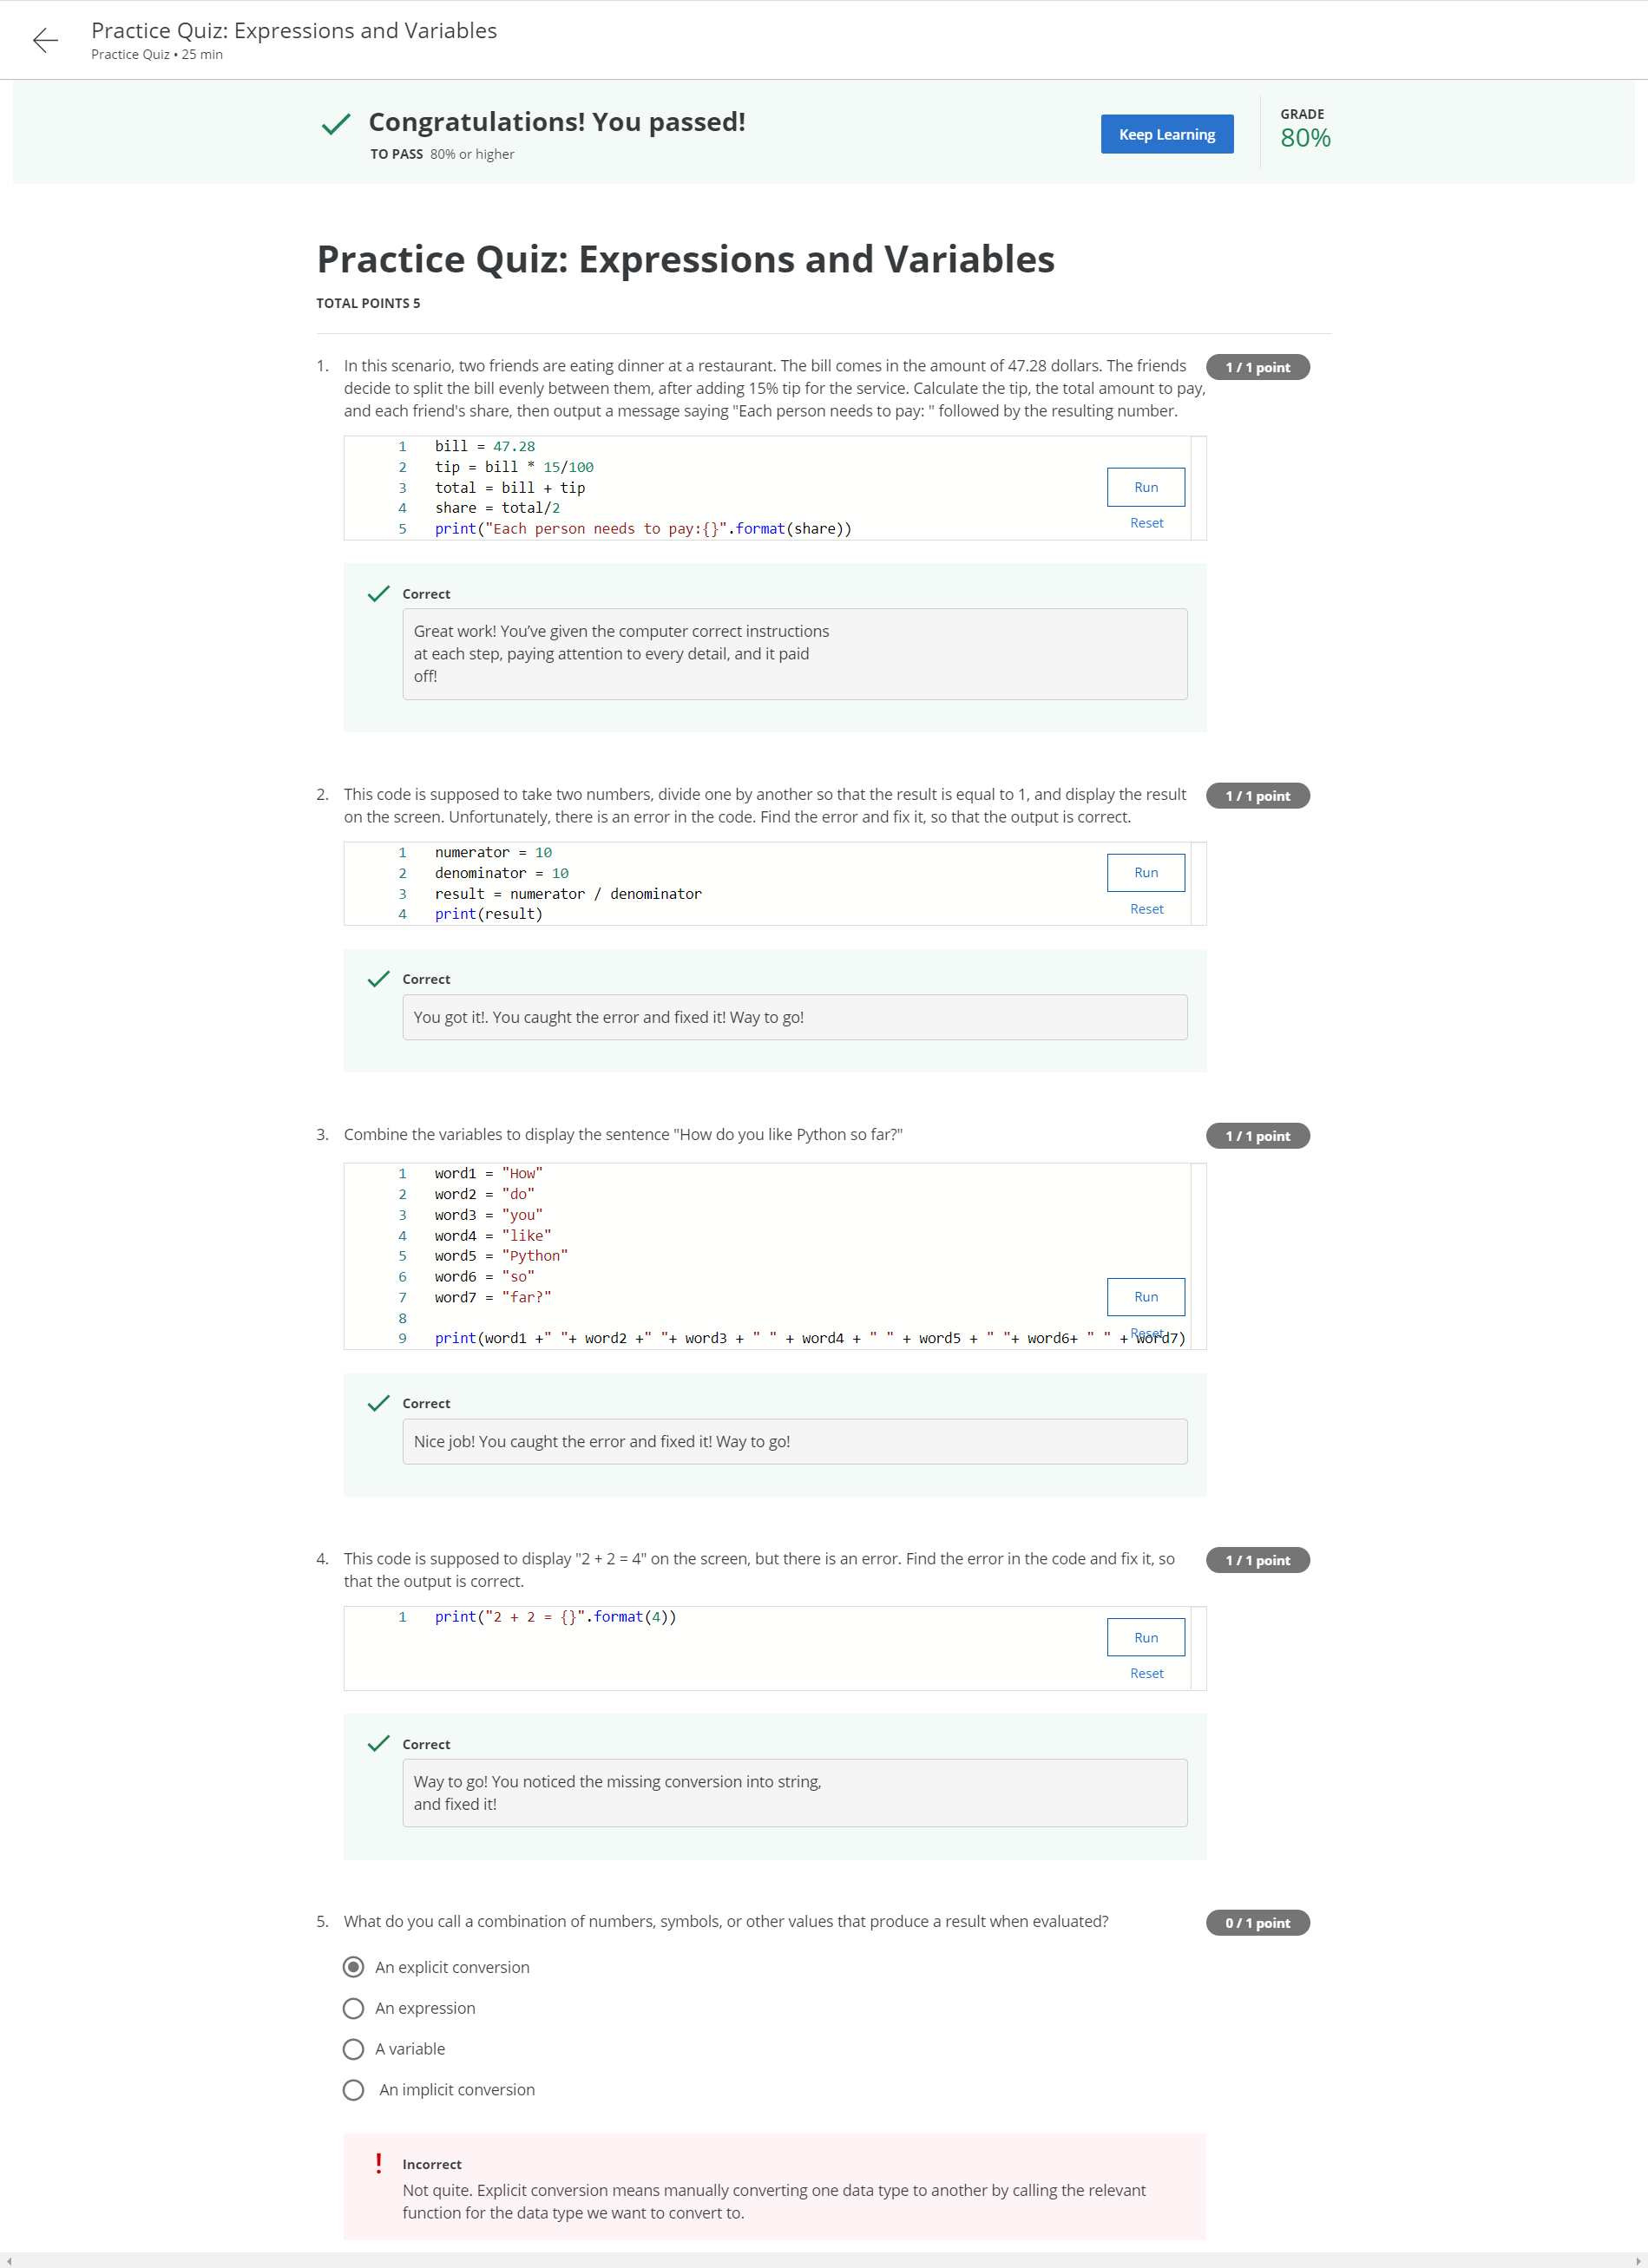 Practice Quiz: Expressions and Variables
Practice Quiz • 25 min
Congratulations! You passed!
TO PASS 80% or higher
Keep Learning
GRADE
80%
Practice Quiz: Expressions and Variables
TOTAL POINTS 5
1. In this scenario, two friends are eating dinner at a restaurant. The bill comes in the amount of 47.28 dollars. The friends
decide to split the bill evenly between them, after adding 15% tip for the service. Calculate the tip, the total amount to pay,
and each friend's share, then output a message saying "Each person needs to pay: " followed by the resulting number.
1 / 1 point
1 bill = 47.28
2 tip = bill * 15/100
3 total = bill + tip
4 share = total/2
5 print("Each person needs to pay:{}".format(share))
Run
Reset
Correct
Great work! You've given the computer correct instructions
at each step, paying attention to every detail, and it paid
off!
2. This code is supposed to take two numbers, divide one by another so that the result is equal to 1, and display the result
on the screen. Unfortunately, there is an error in the code. Find the error and fix it, so that the output is correct.
1 / 1 point
1 numerator = 10
2 denominator = 10
3 result = numerator / denominator
4 print(result)
Run
Reset
Correct
You got it!. You caught the error and fixed it! Way to go!
3. Combine the variables to display the sentence "How do you like Python so far?"
1 / 1 point
1 word1 = "How"
2 word2 = "do"
3 word3 = "you"
4 word4 = "like"
5 word5 = "Python"
6 word6 = "so"
7 word7 = "far?"
8
9 print(word1 +" "+ word2 +" "+ word3 + " " + word4 + " " + word5 + " "+ word6+ " " + word7)
Run
Reset
Correct
Nice job! You caught the error and fixed it! Way to go!
4. This code is supposed to display "2 + 2 = 4" on the screen, but there is an error. Find the error in the code and fix it, so
that the output is correct.
1 / 1 point
1 print("2 + 2 = {}".format(4))
Run
Reset
Correct
Way to go! You noticed the missing conversion into string,
and fixed it!
5. What do you call a combination of numbers, symbols, or other values that produce a result when evaluated?
0 / 1 point
An explicit conversion
An expression
A variable
An implicit conversion
! Incorrect
Not quite. Explicit conversion means manually converting one data type to another by calling the relevant
function for the data type we want to convert to.